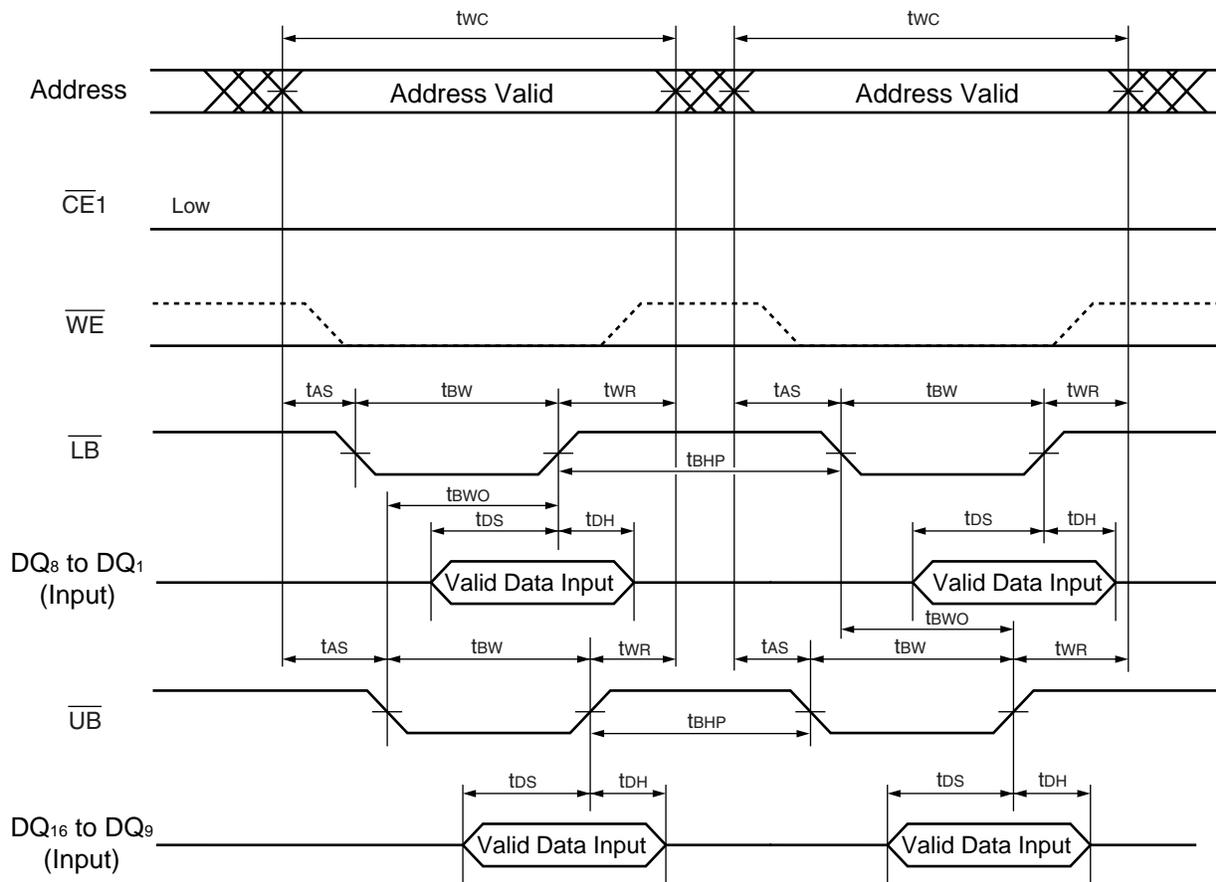 tWC tWC
Address Address Valid Address Valid
CE1 Low
WE
tAS tBW tWR tAS tBW tWR
LB
tBHP
tBWO
tDS tDH tDS tDH
DQ8 to DQ1
(Input)
Valid Data Input Valid Data Input
tBWO
tAS tBW tWR tAS tBW tWR
UB
tBHP
tDS tDH tDS tDH
DQ16 to DQ9
(Input)
Valid Data Input Valid Data Input